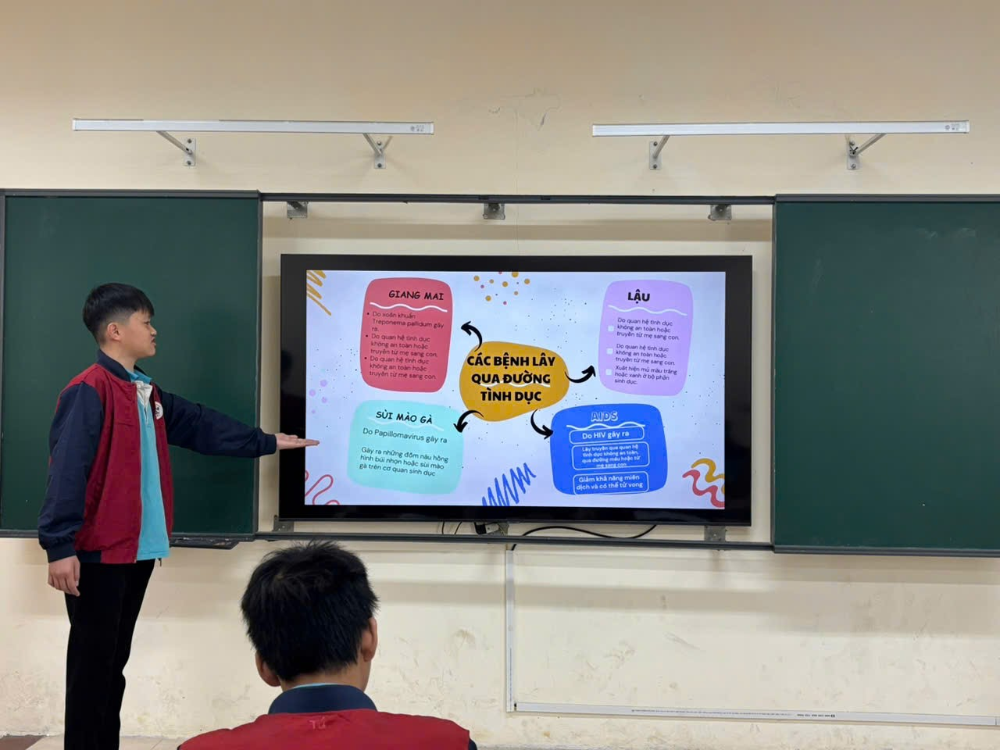 GIANG MAI
Do xoắn khuẩn
Treponema pallidum gây
ra.
Do quan hệ tình dục
không an toàn hoặc
truyền từ mẹ sang con.
Do quan hệ tình dục
không an toàn hoặc
truyền từ mẹ sang con.
LẬU
Do quan hệ tình dục
không an toàn hoặc
truyền từ mẹ sang con.
Do quan hệ tình dục
không an toàn hoặc
truyền từ mẹ sang con.
Xuất hiện mủ màu trắng
hoặc xanh ở bộ phận
sinh dục.
CÁC BỆNH LÂY
QUA ĐƯỜNG
TÌNH DỤC
SÙI MÀO GÀ
Do Papillomavirus gây ra
Gây ra những đốm nâu hồng
hình búi nhọn hoặc sùi mào
gà trên cơ quan sinh dục
AIDS
Do HIV gây ra
Lây truyền qua quan hệ
tình dục không an toàn,
qua đường máu hoặc từ
mẹ sang con
Giảm khả năng miễn
dịch và có thể tử vong